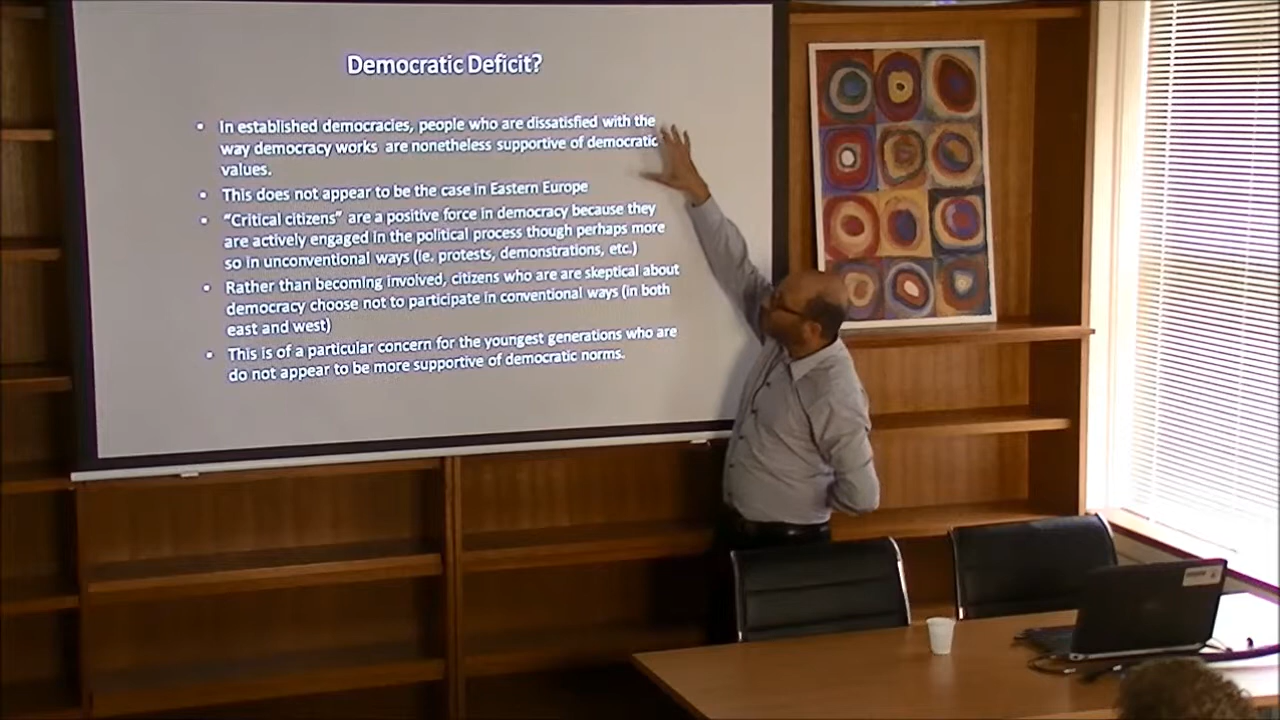 Democratic Deficit?
• In established democracies, people who are dissatisfied with the
way democracy works are nonetheless supportive of democratic
values.
• This does not appear to be the case in Eastern Europe
• "Critical citizens" are a positive force in democracy because they
are actively engaged in the political process though perhaps more
so in unconventional ways (ie. protests, demonstrations, etc.)
• Rather than becoming involved, citizens who are are skeptical about
democracy choose not to participate in conventional ways (in both
east and west)
• This is of a particular concern for the youngest generations who are
do not appear to be more supportive of democratic norms.